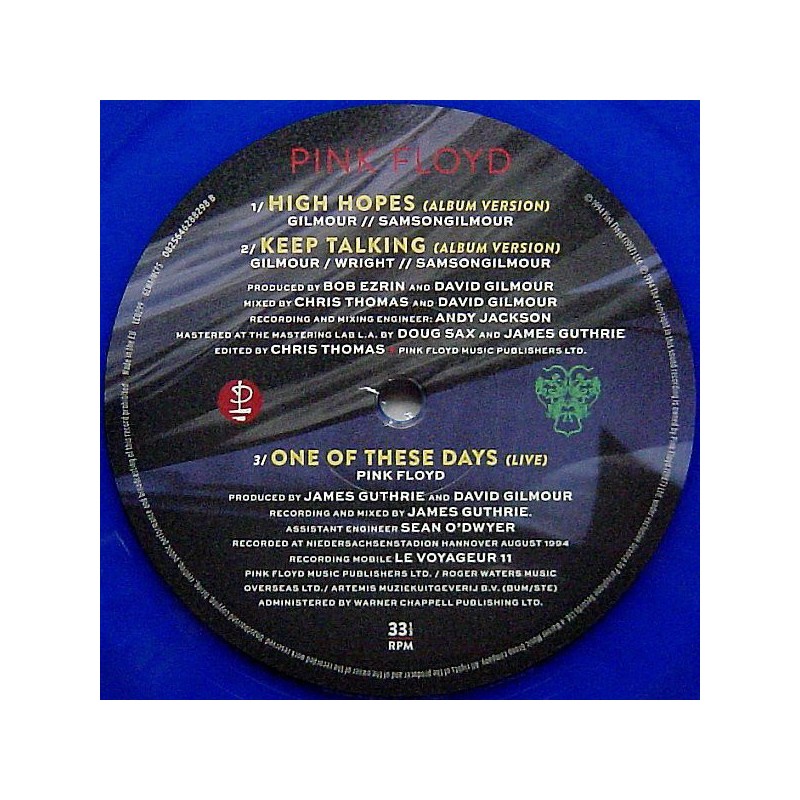 PINK FLOYD
1/ HIGH HOPES (ALBUM VERSION)
GILMOUR // SAMSONGILMOUR
2/ KEEP TALKING (ALBUM VERSION)
GILMOUR / WRIGHT // SAMSONGILMOUR
PRODUCED BY BOB EZRIN AND DAVID GILMOUR
MIXED BY CHRIS THOMAS AND DAVID GILMOUR
RECORDING AND MIXING ENGINEER: ANDY JACKSON
MASTERED AT THE MASTERING LAB L.A. BY DOUG SAX AND JAMES GUTHRIE
EDITED BY CHRIS THOMAS PINK FLOYD MUSIC PUBLISHERS LTD.
3/ ONE OF THESE DAYS (LIVE)
PINK FLOYD
PRODUCED BY JAMES GUTHRIE AND DAVID GILMOUR
RECORDING AND MIXED BY JAMES GUTHRIE.
ASSISTANT ENGINEER SEAN O'DWYER
RECORDED AT NIEDERSACHSENSTADION HANNOVER AUGUST 1994
RECORDING MOBILE LE VOYAGEUR 11
PINK FLOYD MUSIC PUBLISHERS LTD. / ROGER WATERS MUSIC
OVERSEAS LTD./ ARTEMIS MUZIEKUITGEVERIJ B.V. (BUM/STE)
ADMINISTERED BY WARNER CHAPPELL PUBLISHING LTD.
33⅓
RPM
0825646288298 B
Made in the EU